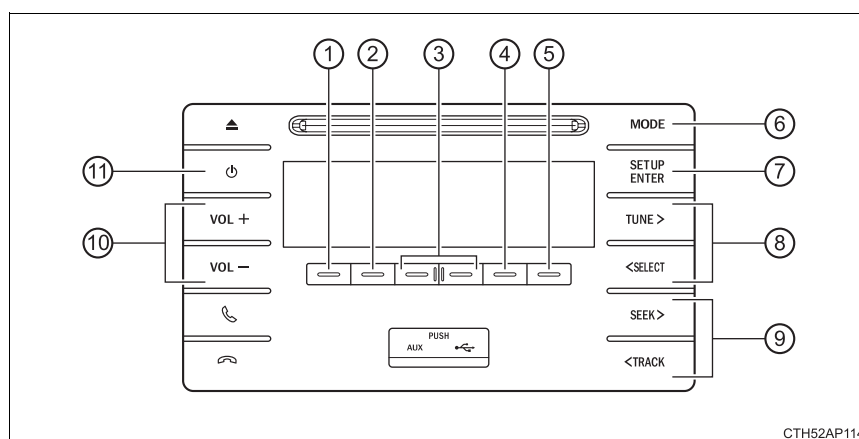 1 2 3 4 5
MODE 6
11 SETUP 7
ENTER
VOL + TUNE >
10 8
VOL − <SELECT
SEEK >
PUSH 9
AUX
<TRACK
CTH52AP114